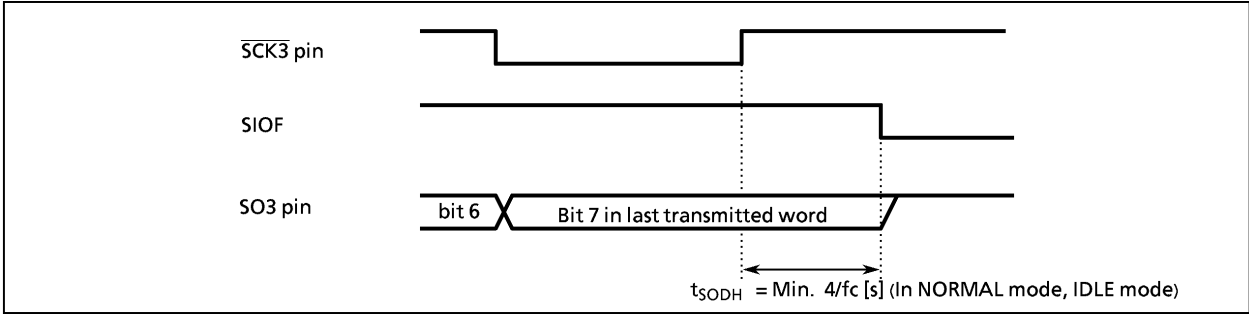 SCK3 pin
SIOF
SO3 pin
bit 6
Bit 7 in last transmitted word
tSODH = Min. 4/fc [s] (In NORMAL mode, IDLE mode)